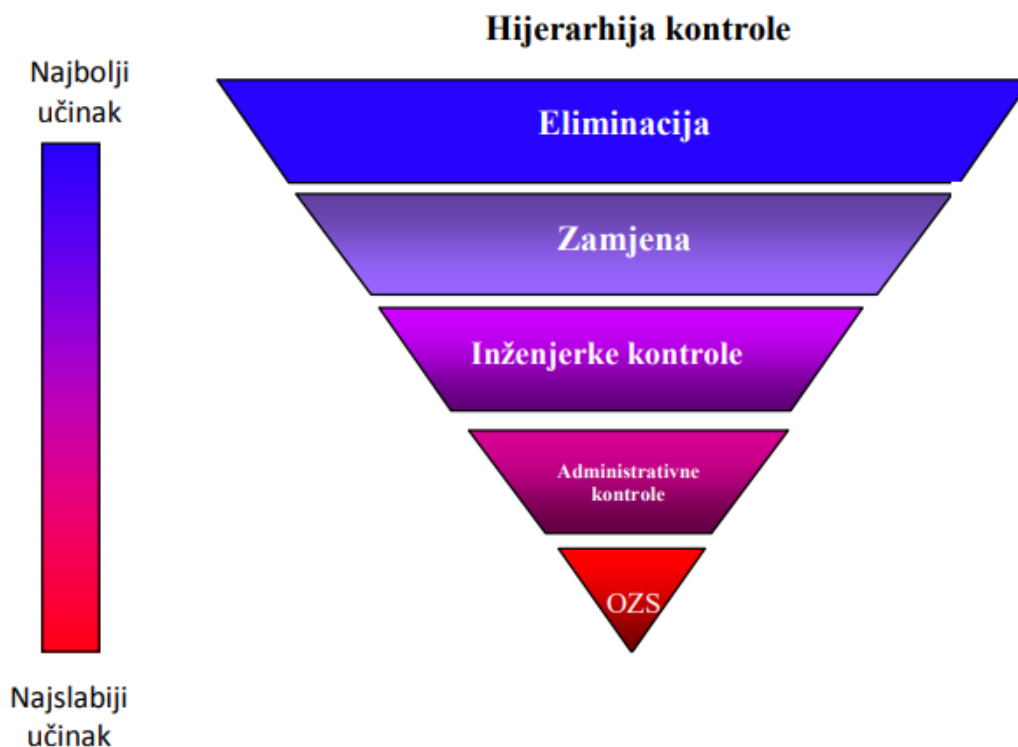 Hijerarhija kontrole
Najbolji
učinak
Eliminacija
Zamjena
Inženjerke kontrole
Administrativne
kontrole
OZS
Najslabiji
učinak